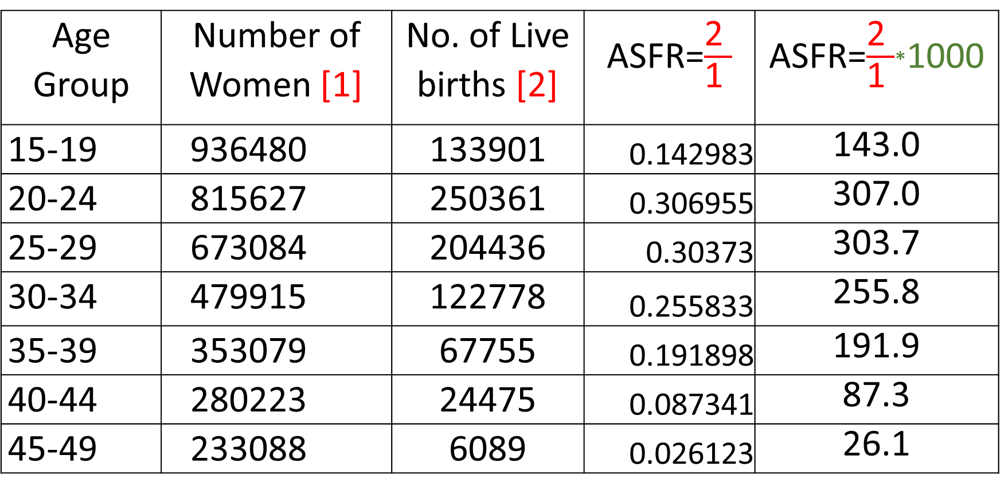 Age Group | Number of Women [1] | No. of Live births [2] | ASFR=2/1 | ASFR=2/1*1000
15-19 | 936480 | 133901 | 0.142983 | 143.0
20-24 | 815627 | 250361 | 0.306955 | 307.0
25-29 | 673084 | 204436 | 0.30373 | 303.7
30-34 | 479915 | 122778 | 0.255833 | 255.8
35-39 | 353079 | 67755 | 0.191898 | 191.9
40-44 | 280223 | 24475 | 0.087341 | 87.3
45-49 | 233088 | 6089 | 0.026123 | 26.1